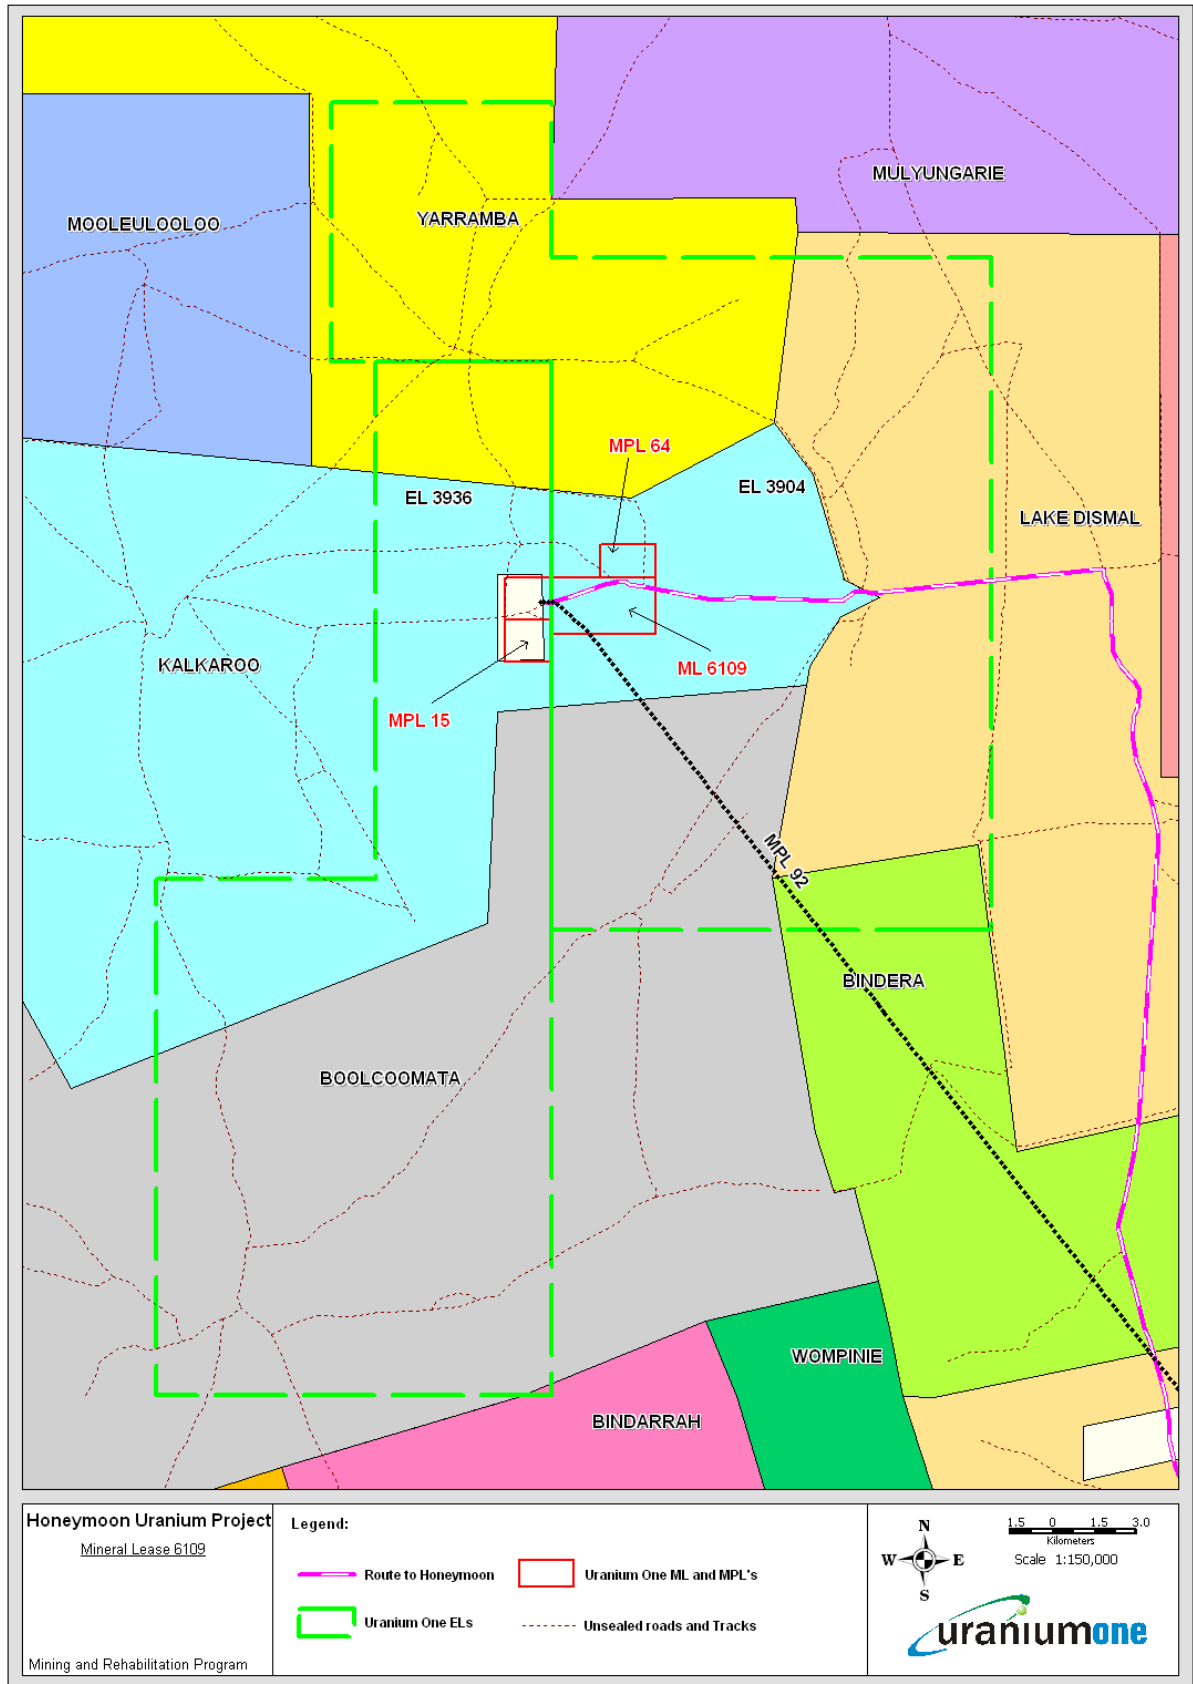 MULYUNGARIE
MOOLEULOOLOO
YARRAMBA
MPL 64
EL 3936
EL 3904
LAKE DISMAL
KALKAROO
ML 6109
MPL 15
MPL 92
BINDERA
BOOLCOOMATA
WOMPINIE
BINDARRAH
Honeymoon Uranium Project
Mineral Lease 6109
Mining and Rehabilitation Program
Legend:
Route to Honeymoon
Uranium One ML and MPL's
Uranium One ELs
Unsealed roads and Tracks
N
W E
S
1.5 0 1.5 3.0
Kilometers
Scale 1:150,000
uraniumone